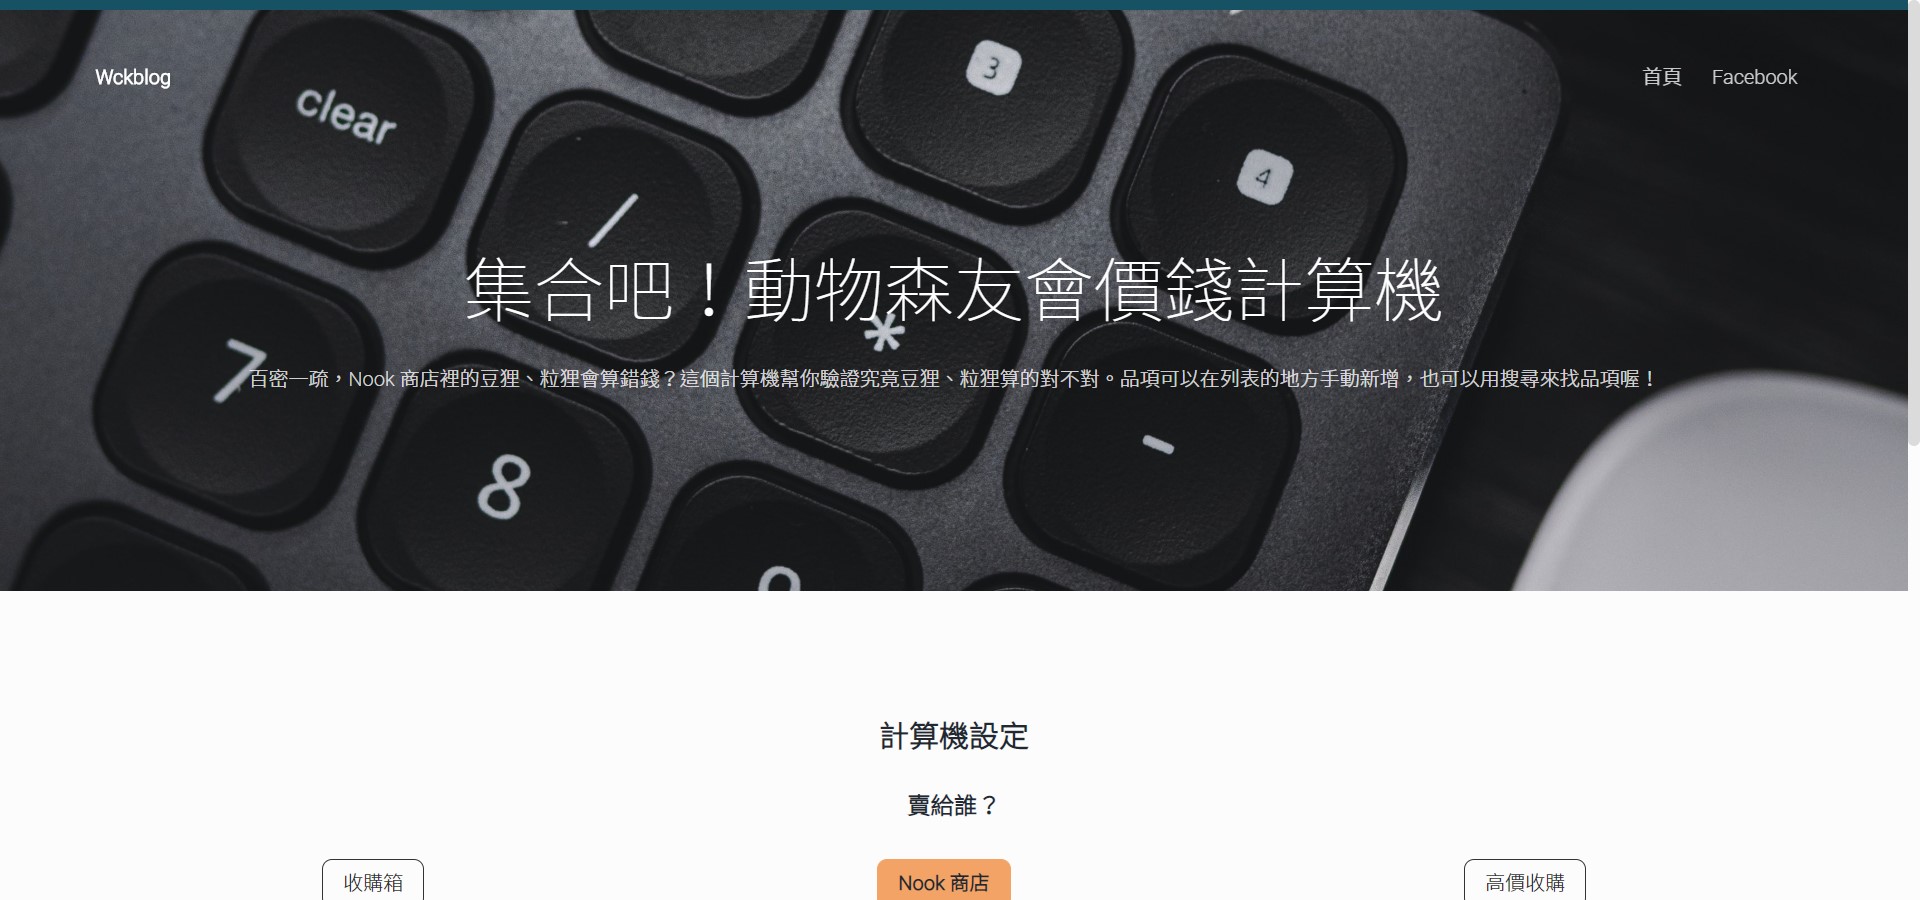 Wckblog
首頁
Facebook
clear
3
4
/
集合吧！動物森友會價錢計算機
*
7
百密一疏，Nook 商店裡的豆狸、粒狸會算錯錢？這個計算機幫你驗證究竟豆狸、粒狸算的對不對。品項可以在列表的地方手動新增，也可以用搜尋來找品項喔！
-
8
計算機設定
賣給誰？
收購箱
Nook 商店
高價收購